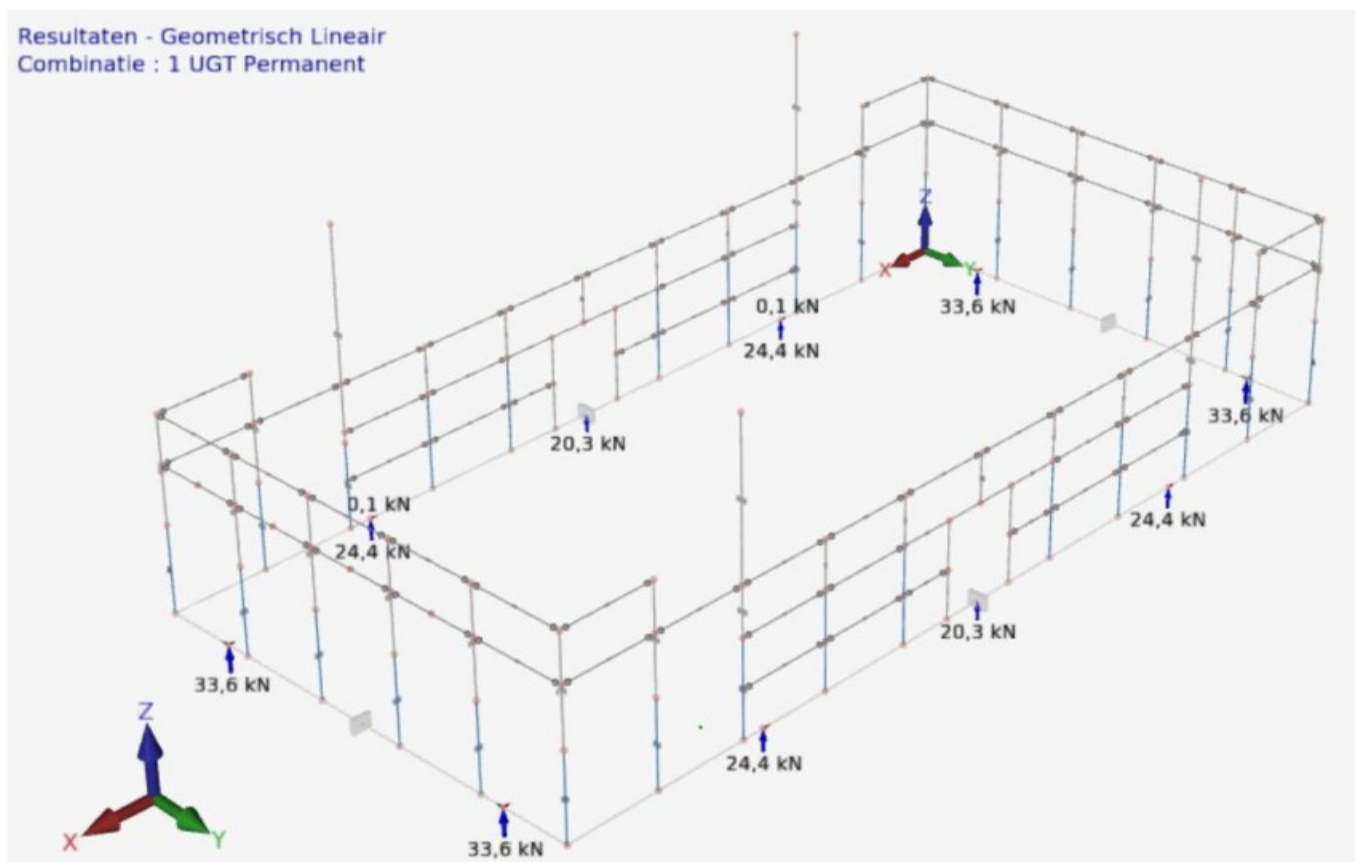 Resultaten - Geometrisch Lineair
Combinatie : 1 UGT Permanent
Z
X
Y
0,1 kN
24,4 kN
33,6 kN
33,6 kN
20,3 kN
0,1 kN
24,4 kN
24,4 kN
20,3 kN
33,6 kN
24,4 kN
33,6 kN
Z
X
Y